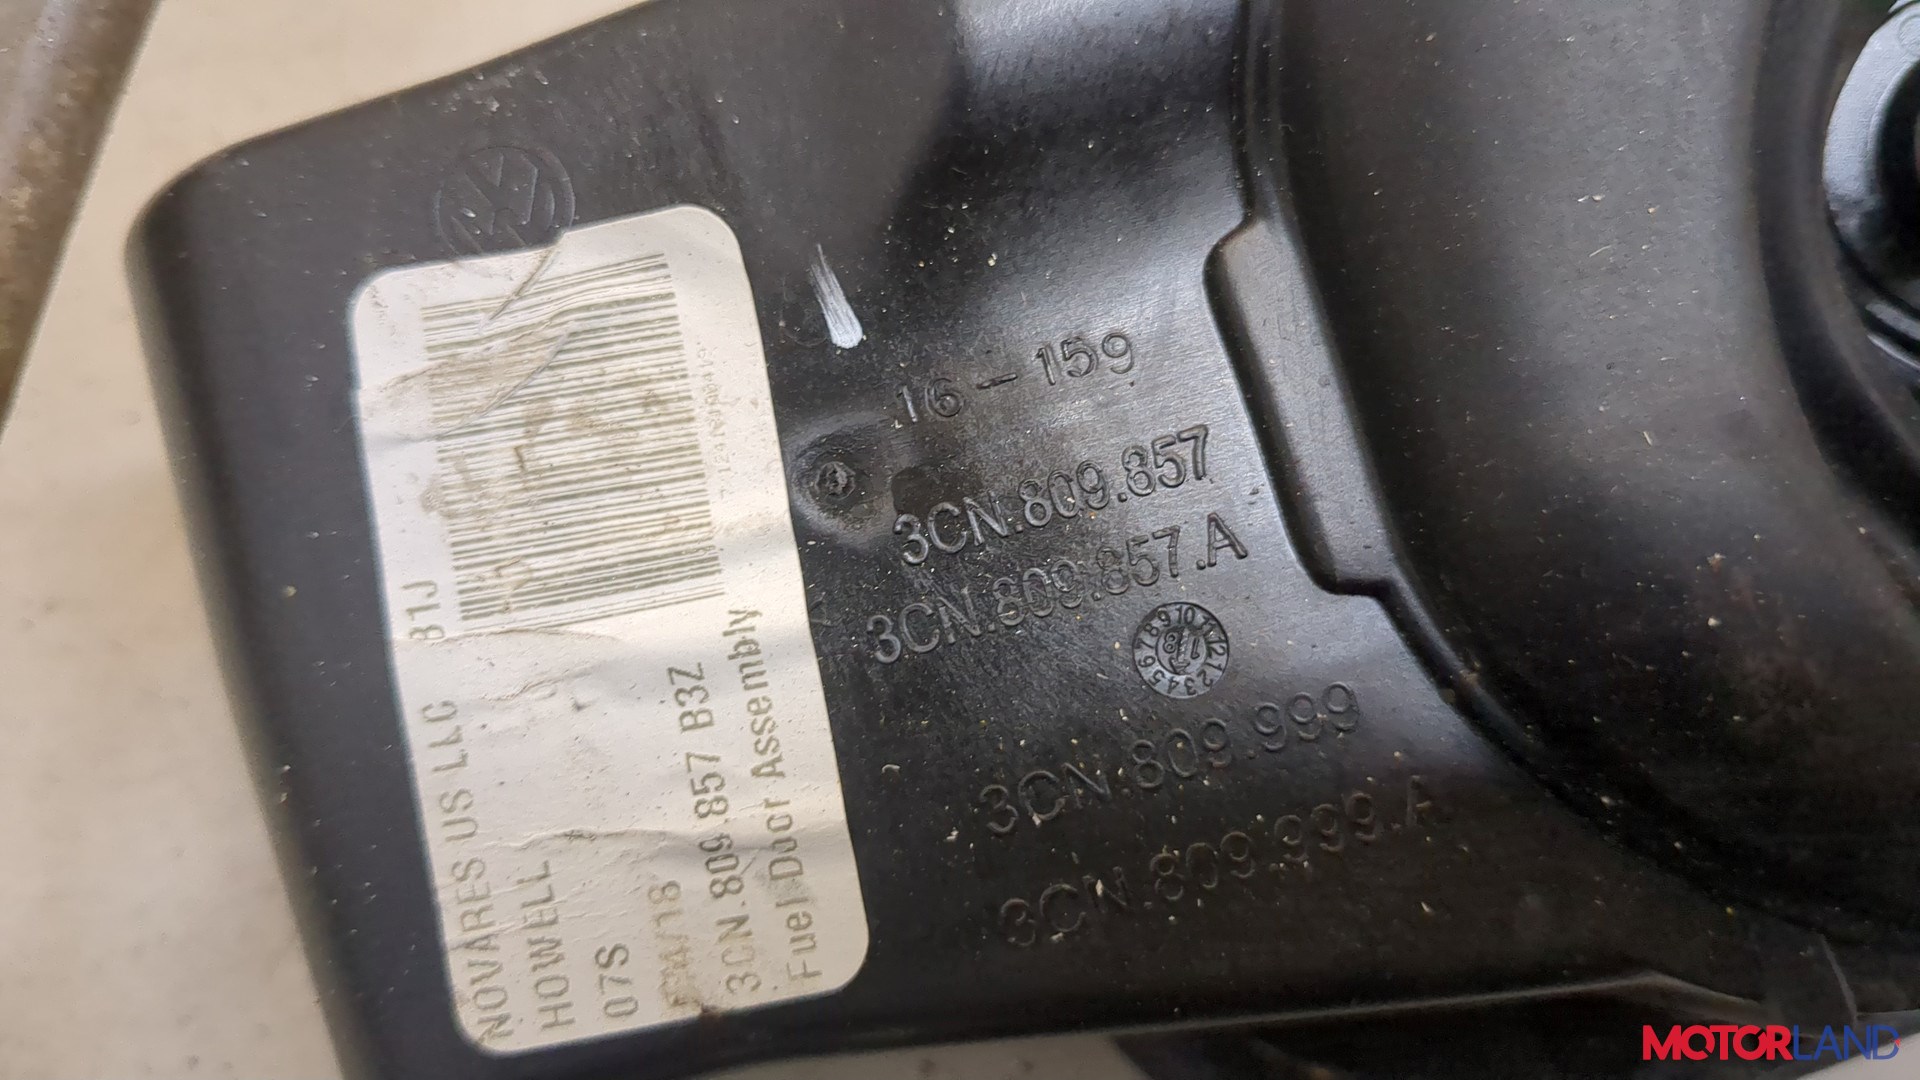 16-159
3CN.809.857
3CN.809.857.A
3CN.809.999
3CN.809.999.A
NOVARES US LLC 81J
HOWELL
07S
3CN.809.857 B3Z
Fuel Door Assembly
MOTORLAND